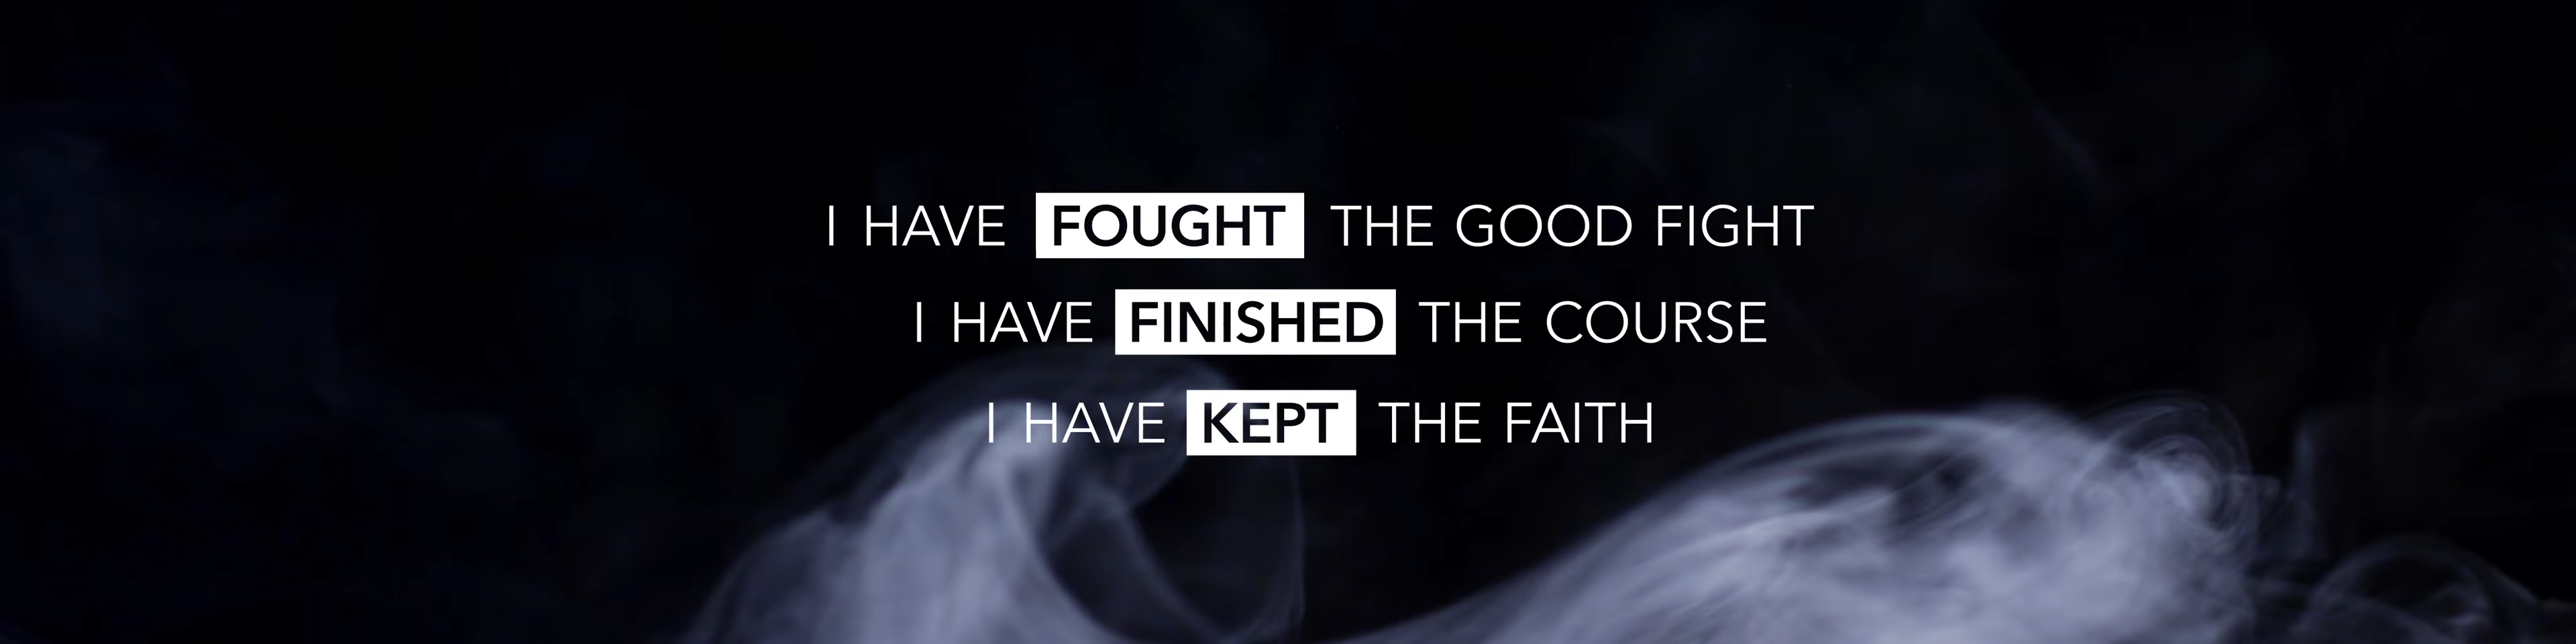 I HAVE FOUGHT THE GOOD FIGHT
I HAVE FINISHED THE COURSE
I HAVE KEPT THE FAITH